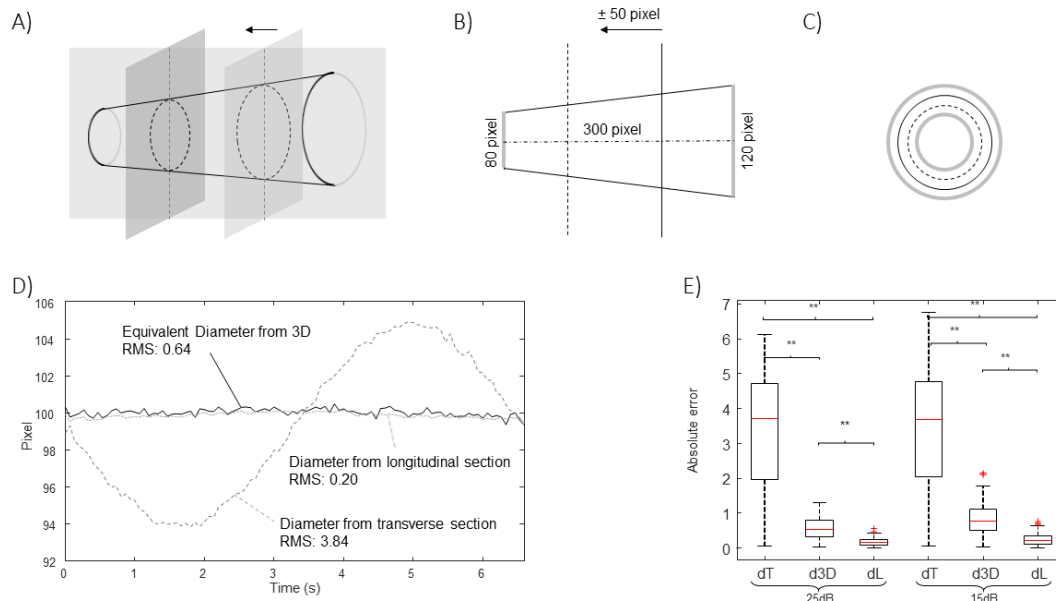 A)
B)
± 50 pixel
80 pixel
300 pixel
120 pixel
C)
D)
106
104
102
100
98
96
94
92
Pixel
0
1
2
3
4
5
6
Time (s)
Equivalent Diameter from 3D
RMS: 0.64
Diameter from longitudinal section
RMS: 0.20
Diameter from transverse section
RMS: 3.84
E)
7
6
5
4
3
2
1
0
Absolute error
**
**
**
**
**
**
dT
d3D
dL
dT
d3D
dL
25dB
15dB